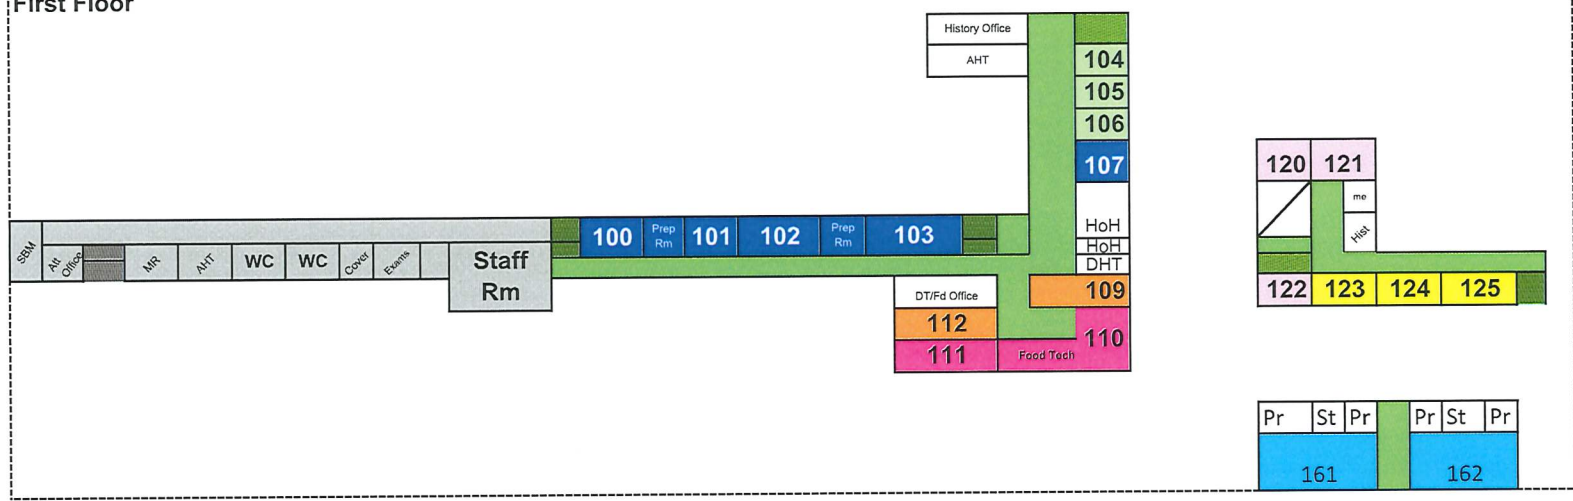 First Floor
History Office
AHT
104
105
106
107
HoH
HoH
DHT
109
110
SBM
Att
Office
MR
AHT
WC
WC
Cover
Exams
Staff
Rm
100
Prep
Rm
101
102
Prep
Rm
103
DT/Fd Office
112
111
Food Tech
120
121
me
Hist
122
123
124
125
Pr
St
Pr
Pr
St
Pr
161
162